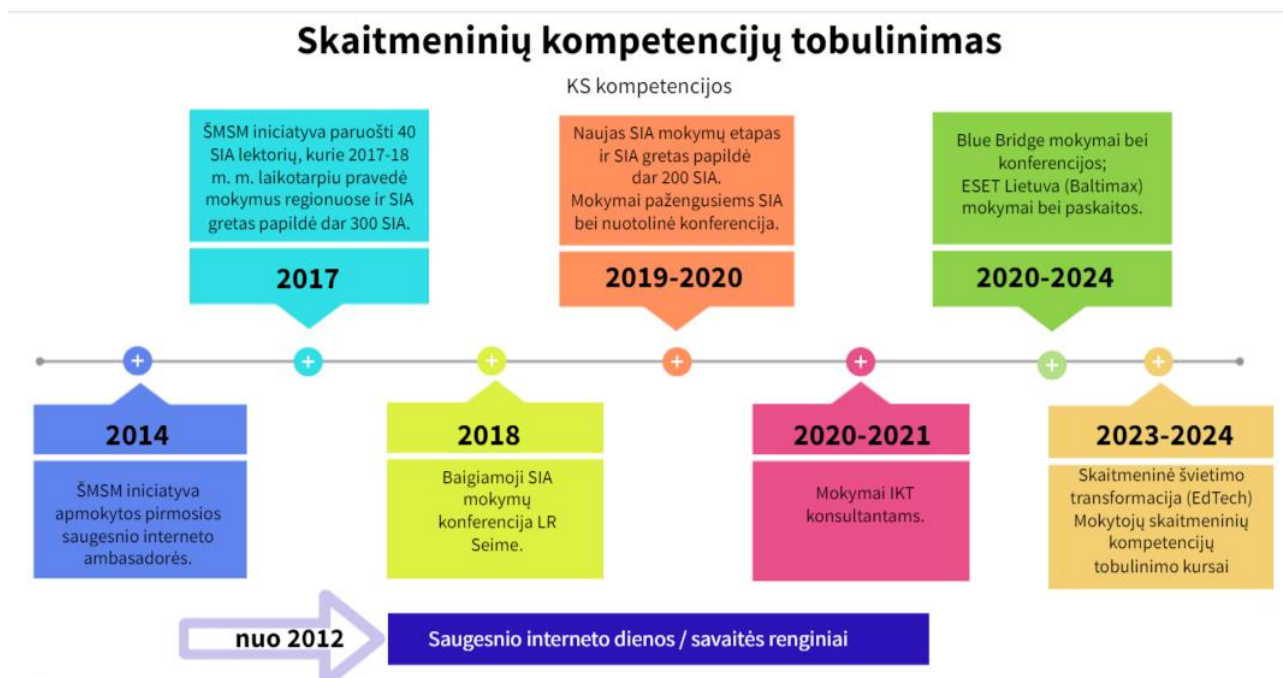 Skaitmeninių kompetencijų tobulinimas
KS kompetencijos
ŠMSM iniciatyva paruošti 40
SIA lektorių, kurie 2017-18
m. m. laikotarpiu pravedė
mokymus regionuose ir SIA
gretas papildė dar 300 SIA.
2017
Naujas SIA mokymų etapas
ir SIA gretas papildė
dar 200 SIA.
Mokymai pažengusiems SIA
bei nuotolinė konferencija.
2019-2020
Blue Bridge mokymai bei
konferencijos;
ESET Lietuva (Baltimax)
mokymai bei paskaitos.
2020-2024
2014
ŠMSM iniciatyva
apmokytos pirmosios
saugesnio interneto
ambasadorės.
2018
Baigiamoji SIA
mokymų
konferencija LR
Seime.
2020-2021
Mokymai IKT
konsultantams.
2023-2024
Skaitmeninė švietimo
transformacija (EdTech)
Mokytojų skaitmeninių
kompetencijų
tobulinimo kursai
nuo 2012
Saugesnio interneto dienos / savaitės renginiai